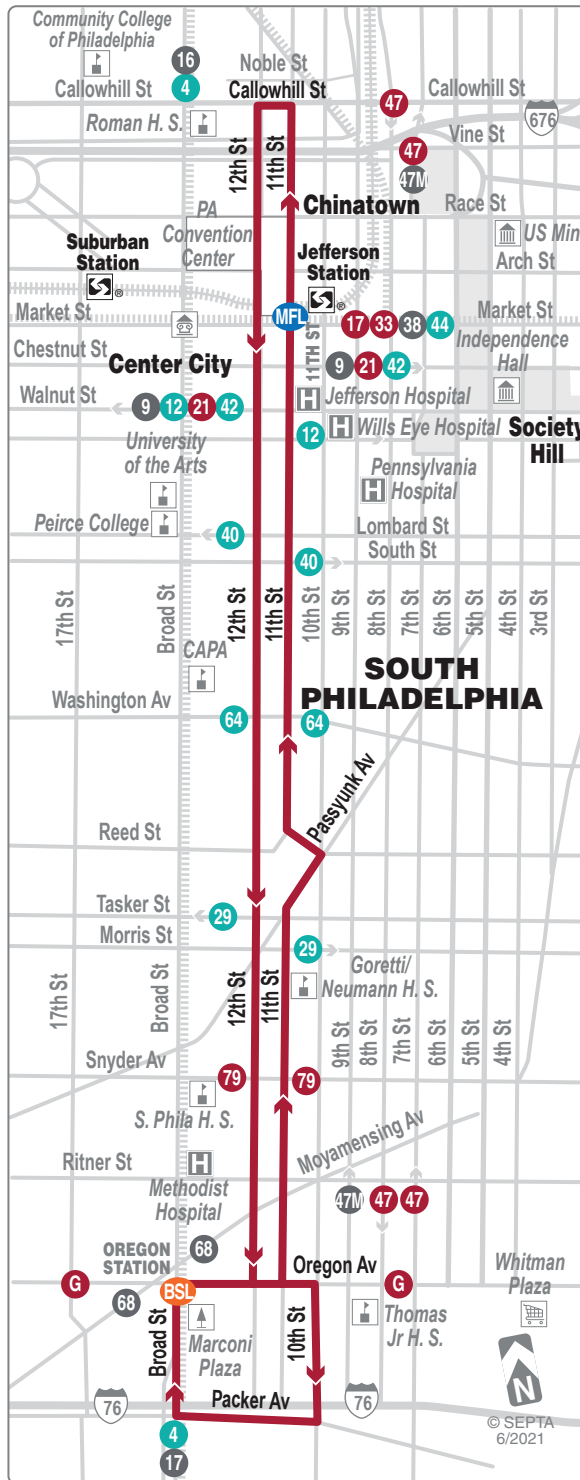 Community College
of Philadelphia
16
4
Noble St
Callowhill St
Callowhill St
47
Callowhill St
676
Roman H. S.
12th St
11th St
47
47M
Vine St
Chinatown
Race St
PA
Convention
Center
Suburban
Station
®
Jefferson
Station
®
US Min
Arch St
Market St
MFL
17
33
38
44
Market St
Chestnut St
Center City
11TH ST
9
21
42
Independence
Hall
Walnut St
9
12
21
42
H
Jefferson Hospital
12
H
Wills Eye Hospital
Society
Hill
University
of the Arts
Pennsylvania
Hospital
H
Peirce College
40
Lombard St
South St
40
17th St
Broad St
12th St
11th St
10th St
9th St
8th St
7th St
6th St
5th St
4th St
3rd St
CAPA
SOUTH
PHILADELPHIA
Washington Av
64
64
Passyunk Av
Reed St
Tasker St
29
Morris St
29
17th St
Broad St
12th St
11th St
Goretti/
Neumann H. S.
9th St
8th St
7th St
6th St
5th St
4th St
Snyder Av
79
79
S. Phila H. S.
Moyamensing Av
Ritner St
H
Methodist
Hospital
47M
47
47
OREGON
STATION
68
Oregon Av
Whitman
Plaza
G
68
BSL
G
Broad St
Marconi
Plaza
10th St
Thomas
Jr H. S.
N
76
Packer Av
76
4
17
© SEPTA
6/2021